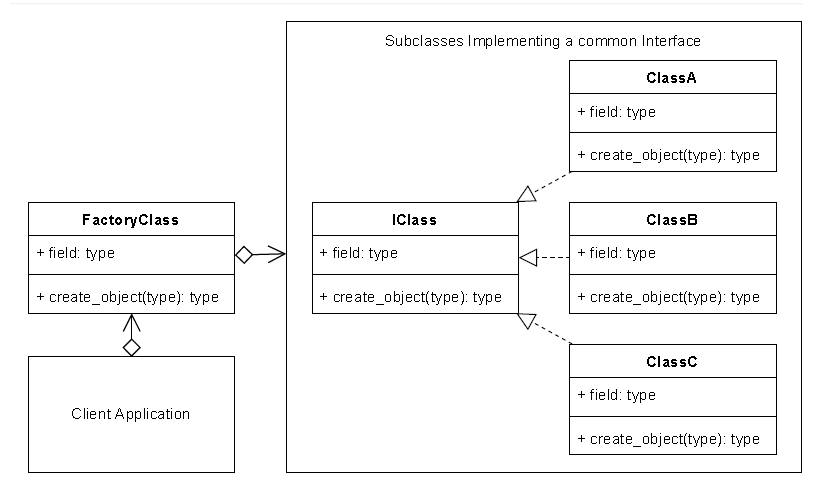 Subclasses Implementing a common Interface
ClassA
+ field: type
+ create_object(type): type
FactoryClass
+ field: type
+ create_object(type): type
IClass
+ field: type
+ create_object(type): type
ClassB
+ field: type
+ create_object(type): type
Client Application
ClassC
+ field: type
+ create_object(type): type